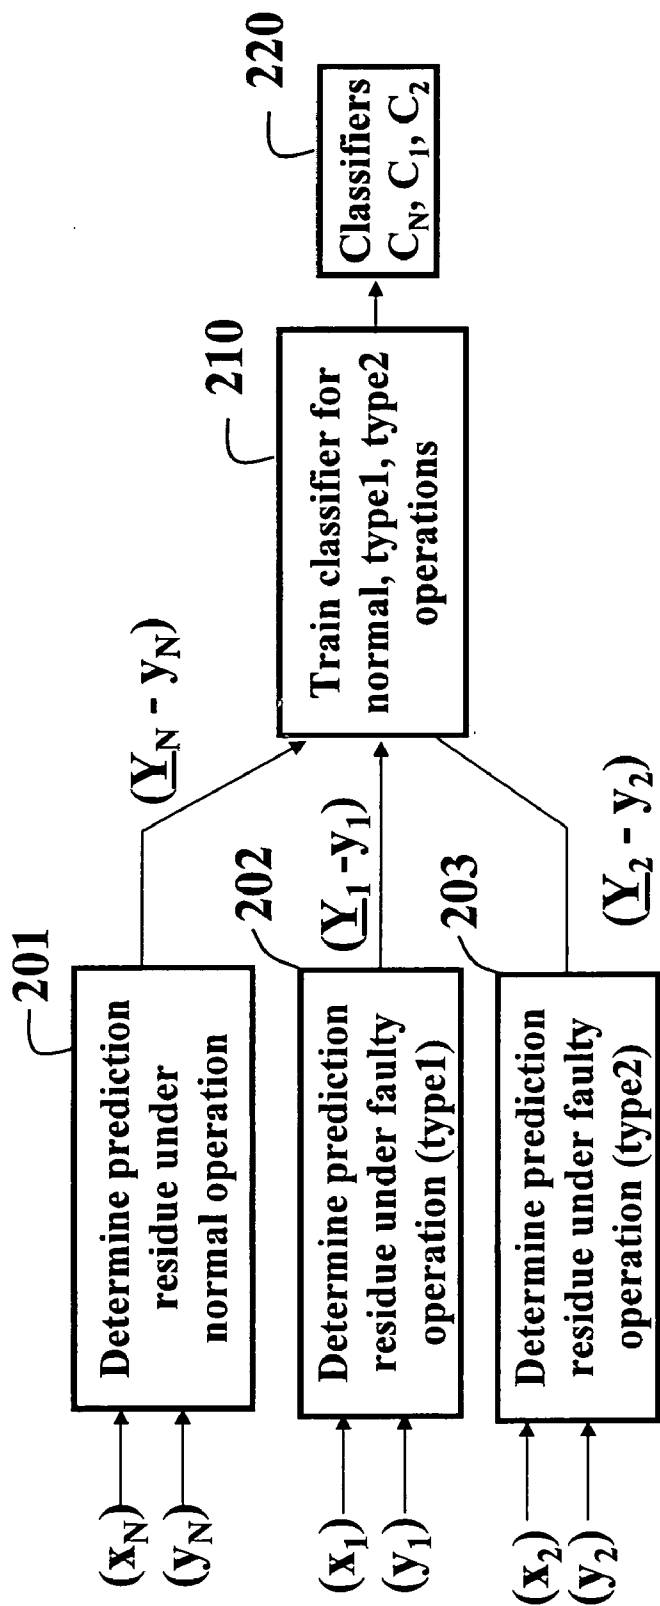 (x_N)
(y_N)
201
Determine prediction
residue under
normal operation
(Y_N - y_N)
(x_1)
(y_1)
202
Determine prediction
residue under faulty
operation (type1)
(Y_1 -y_1)
(x_2)
(y_2)
203
Determine prediction
residue under faulty
operation (type2)
(Y_2 - y_2)
210
Train classifier for
normal, type1, type2
operations
220
Classifiers
C_N, C_1, C_2